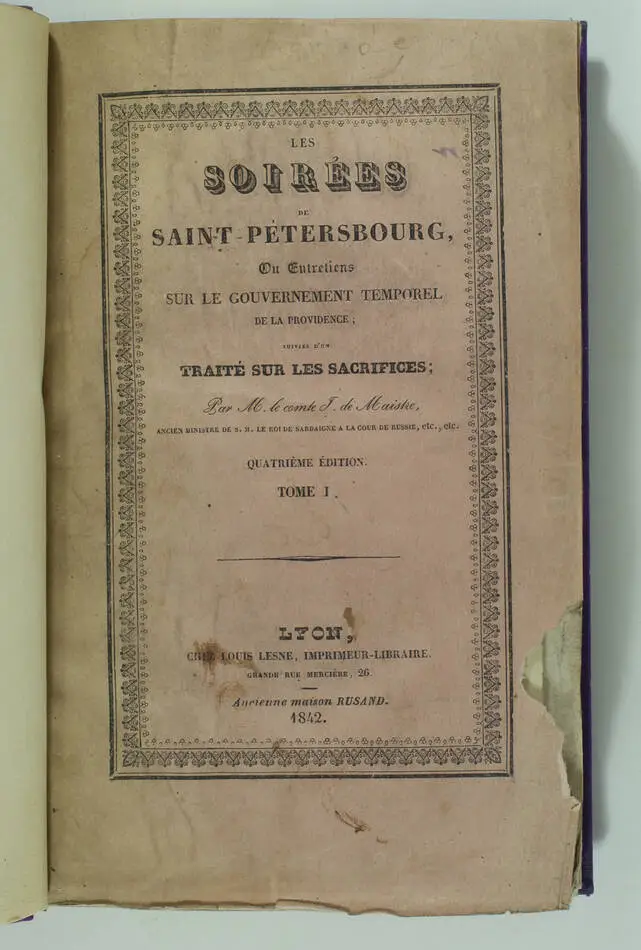 LES
SOIRÉES
DE
SAINT-PÉTERSBOURG,
Ou Entretiens
SUR LE GOUVERNEMENT TEMPOREL
DE LA PROVIDENCE;
SUIVIES D'UN
TRAITÉ SUR LES SACRIFICES;
Par M. le comte J. de Maistre,
ANCIEN MINISTRE DE S. M. LE ROI DE SARDAIGNE A LA COUR DE RUSSIE, etc., etc.
QUATRIÈME ÉDITION.
TOME I.
LYON,
CHEZ LOUIS LESNE, IMPRIMEUR-LIBRAIRE.
GRANDE RUE MERCIÈRE, 26.
Ancienne maison RUSAND.
1842.